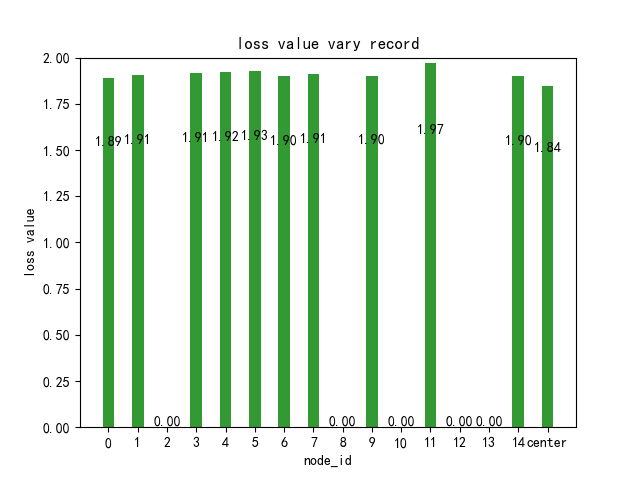 loss value vary record
loss value
2.00
1.75
1.50
1.25
1.00
0.75
0.50
0.25
0.00
1.89 1.91 0.00 1.91 1.92 1.93 1.90 1.91 0.00 1.90 0.00 1.97 0.00 0.00 1.90 1.84
0 1 2 3 4 5 6 7 8 9 10 11 12 13 14 center
node_id